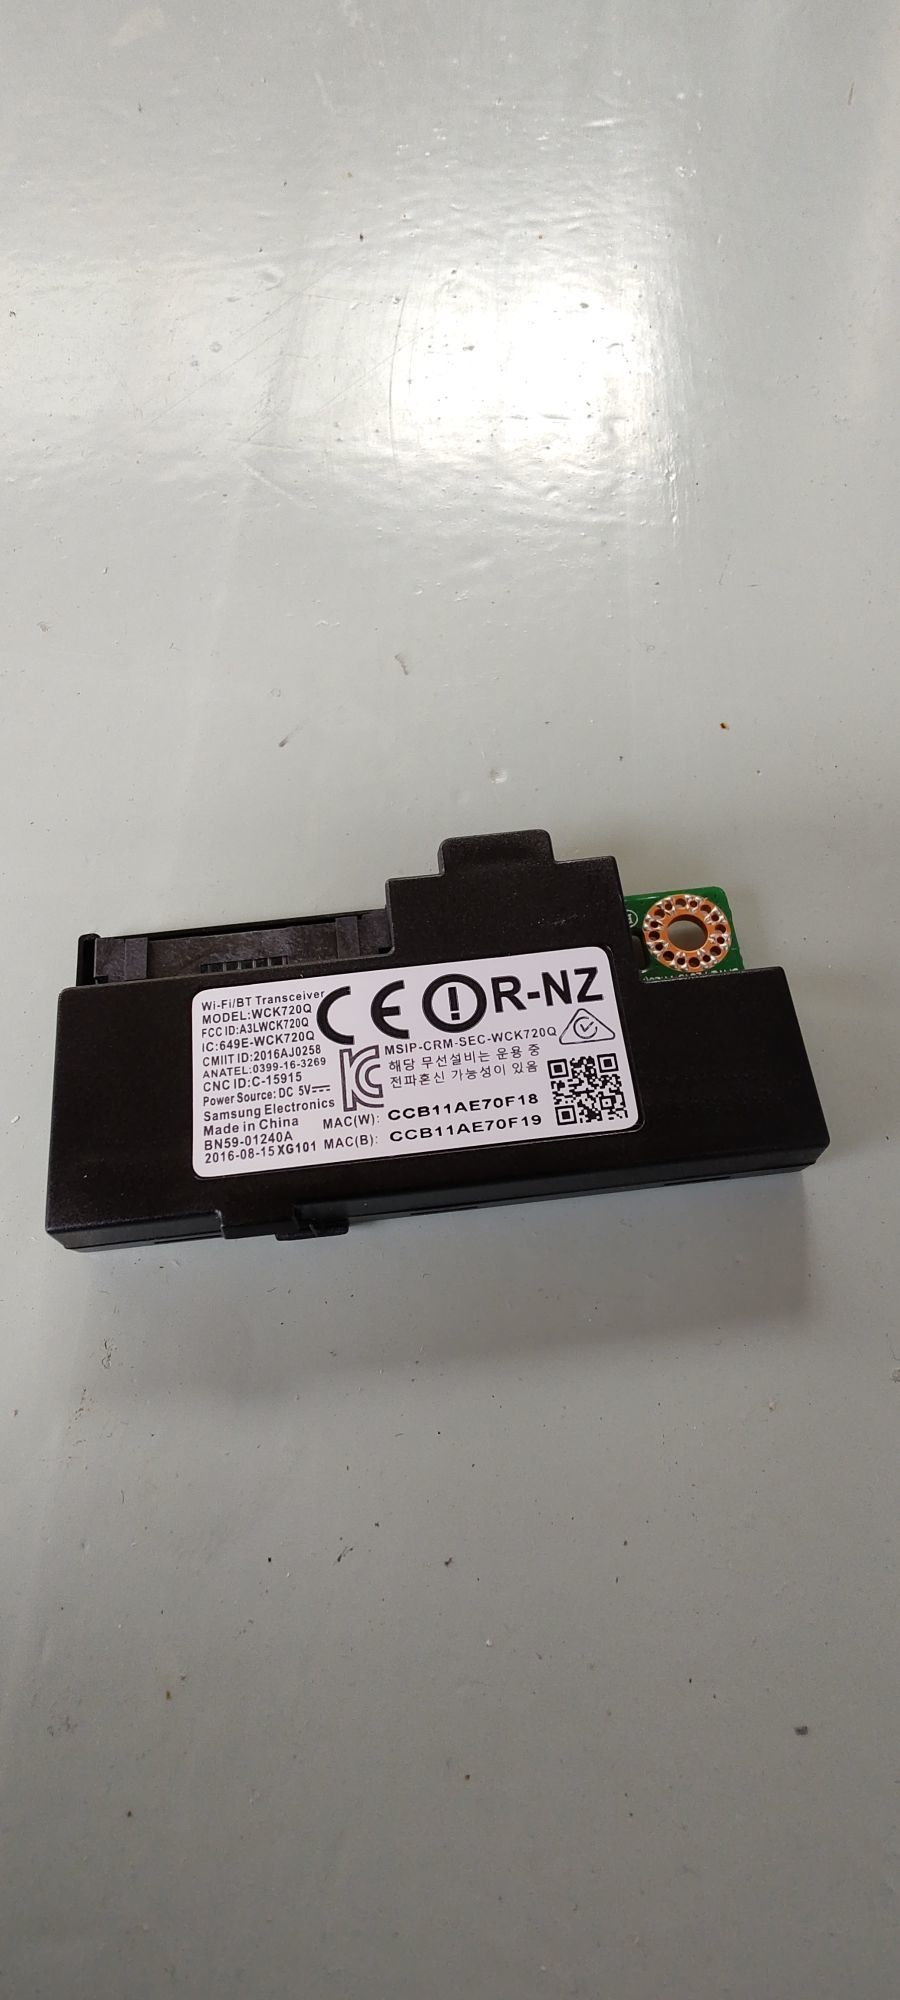 Wi-Fi/BT Transceiver
MODEL:WCK720Q
FCC ID:A3LWCK720Q
IC:649E-WCK720Q
CMIIT ID:2016AJ0258
ANATEL:0399-16-3269
CNC ID:C-15915
Power Source: DC 5V⎓
Samsung Electronics
Made in China
BN59-01240A
2016-08-15 XG101
CE R-NZ
MSIP-CRM-SEC-WCK720Q
해당 무선설비는 운용 중
전파혼신 가능성이 있음
MAC(W): CCB11AE70F18
MAC(B): CCB11AE70F19